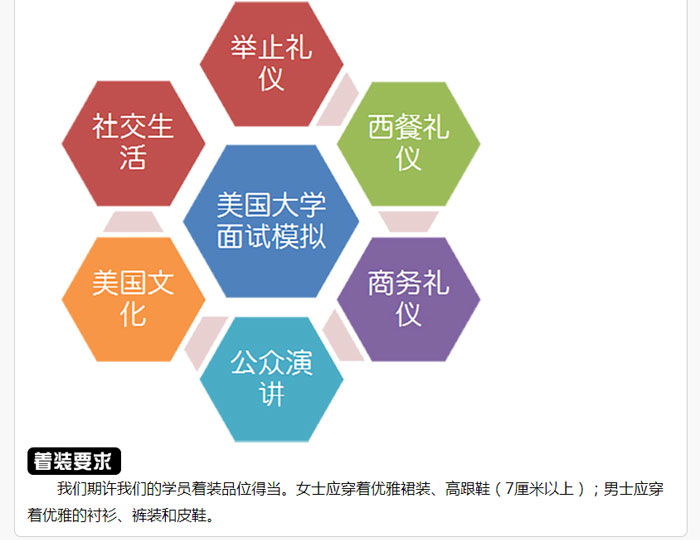 举止礼
仪
社交生
活
西餐礼
仪
美国大学
面试模拟
美国文
化
商务礼
仪
公众演
讲
着装要求
我们期许我们的学员着装品位得当。女士应穿着优雅裙装、高跟鞋（7厘米以上）；男士应穿
着优雅的衬衫、裤装和皮鞋。